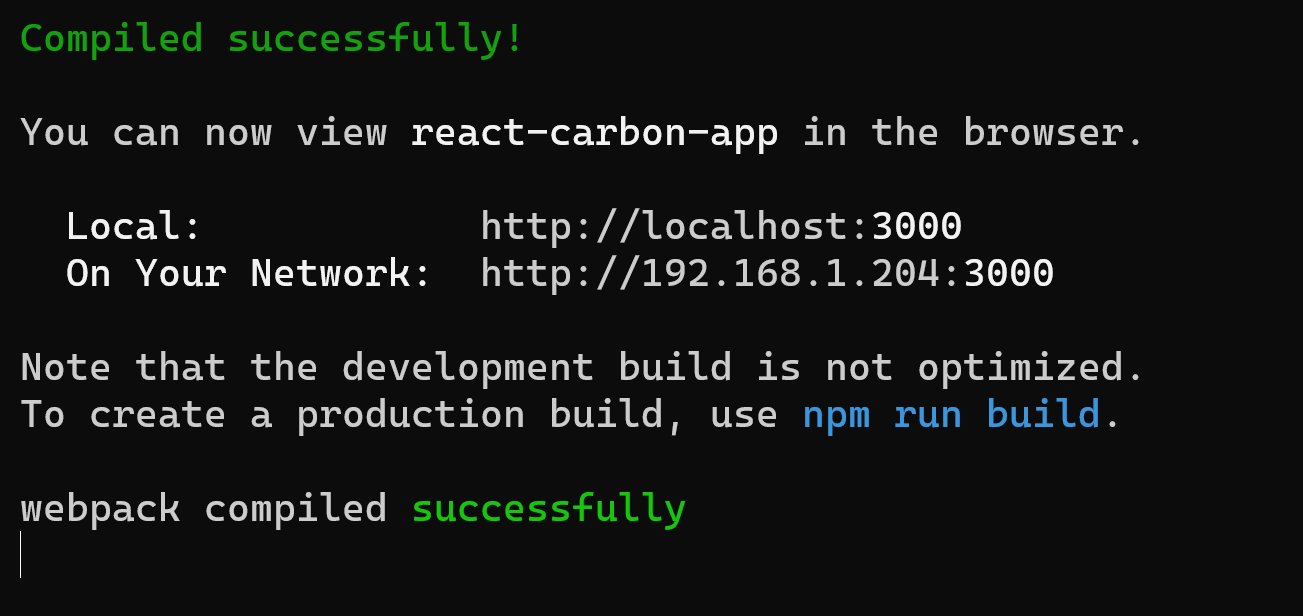 Compiled successfully!
You can now view react-carbon-app in the browser.
Local: http://localhost:3000
On Your Network: http://192.168.1.204:3000
Note that the development build is not optimized.
To create a production build, use npm run build.
webpack compiled successfully